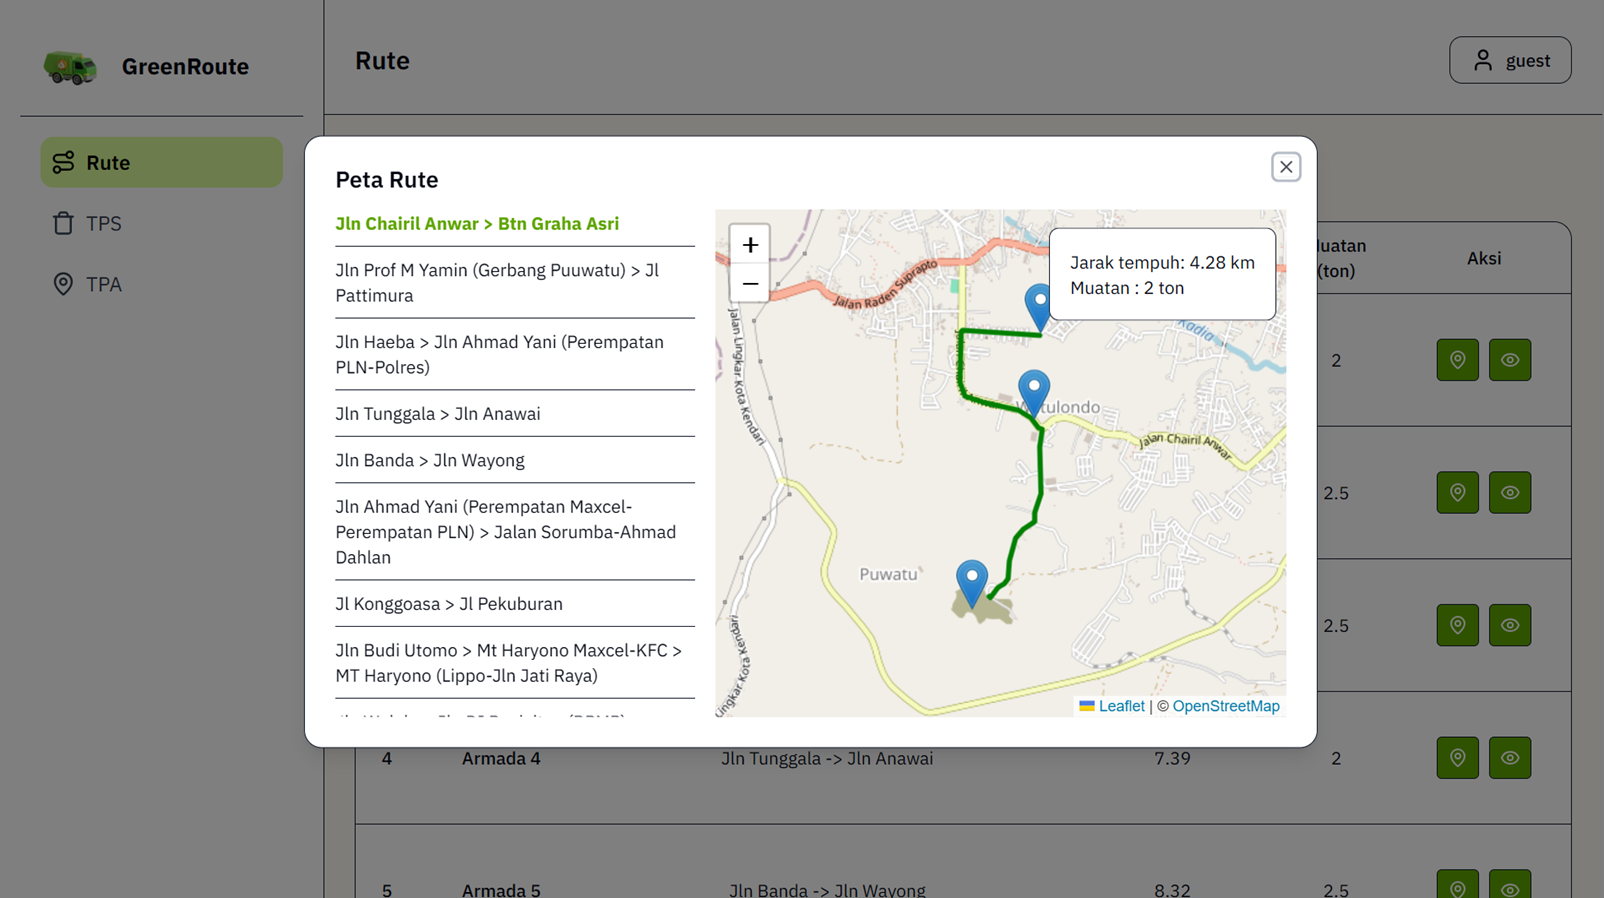 GreenRoute
Rute
guest
Rute
TPS
TPA
Peta Rute
Jln Chairil Anwar > Btn Graha Asri
Jln Prof M Yamin (Gerbang Puuwatu) > Jl
Pattimura
Jln Haeba > Jln Ahmad Yani (Perempatan
PLN-Polres)
Jln Tunggala > Jln Anawai
Jln Banda > Jln Wayong
Jln Ahmad Yani (Perempatan Maxcel-
Perempatan PLN) > Jalan Sorumba-Ahmad
Dahlan
Jl Konggoasa > Jl Pekuburan
Jln Budi Utomo > Mt Haryono Maxcel-KFC >
MT Haryono (Lippo-Jln Jati Raya)
+
−
Jarak tempuh: 4.28 km
Muatan : 2 ton
Jalan Raden Suprapto
Jalan Lingkar Kota Kendari
Kadia
Jalan Chairil Anwar
Puwatu
Leaflet | © OpenStreetMap
(ton)
Aksi
2
2.5
2.5
4 Armada 4 Jln Tunggala -> Jln Anawai 7.39 2
5 Armada 5 Jln Banda -> Jln Wayong 8.32 2.5